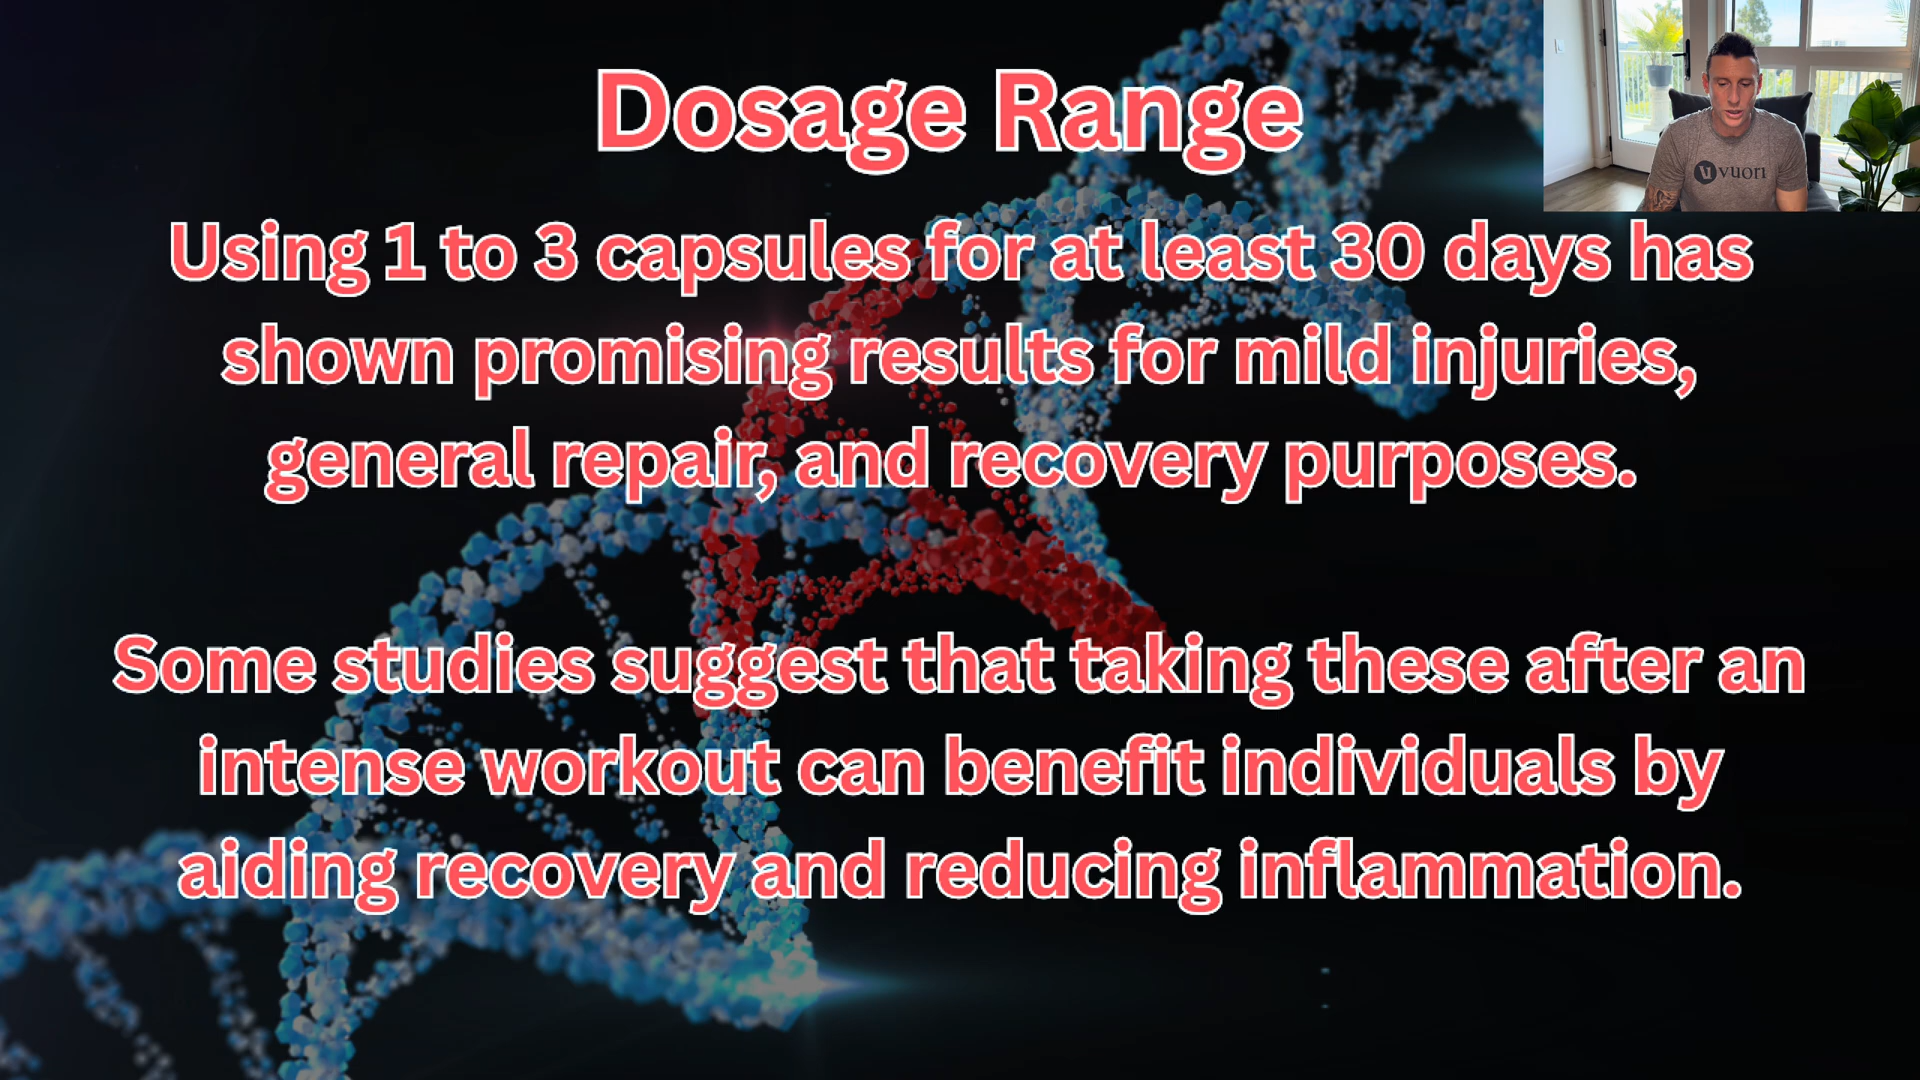 Dosage Range
vuori
Using 1 to 3 capsules for at least 30 days has
shown promising results for mild injuries,
general repair, and recovery purposes.
Some studies suggest that taking these after an
intense workout can benefit individuals by
aiding recovery and reducing inflammation.